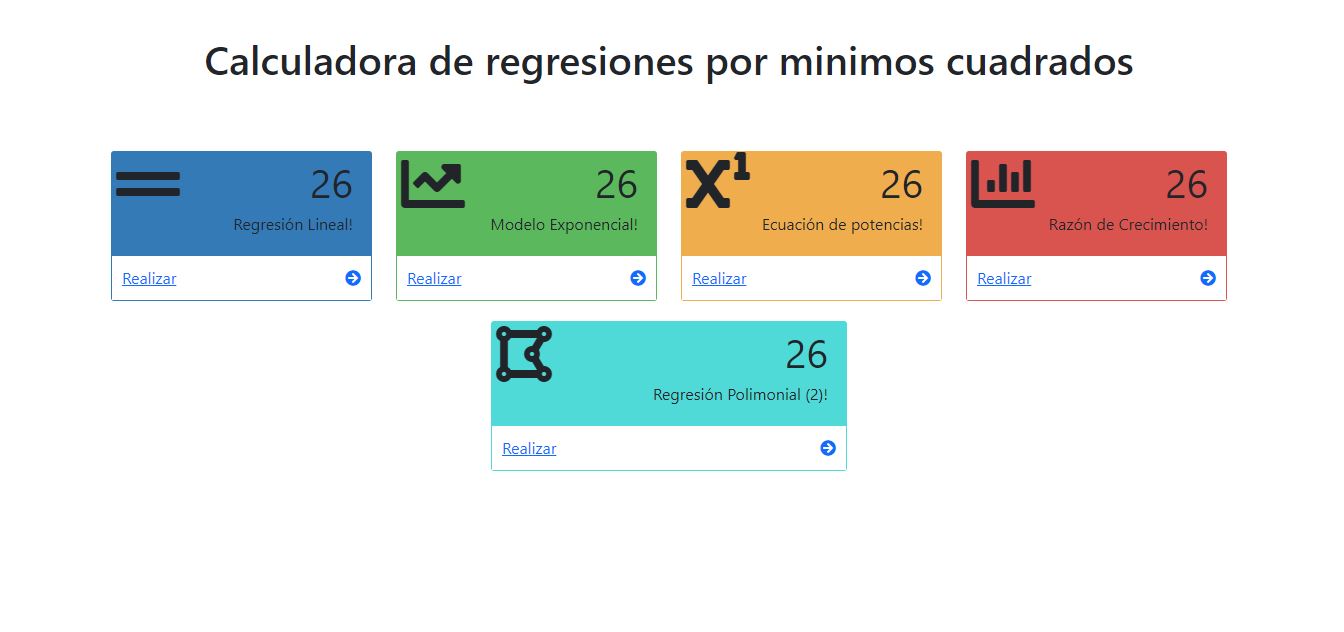 Calculadora de regresiones por minimos cuadrados
26
Regresión Lineal!
Realizar
26
Modelo Exponencial!
Realizar
X¹
26
Ecuación de potencias!
Realizar
26
Razón de Crecimiento!
Realizar
26
Regresión Polimonial (2)!
Realizar